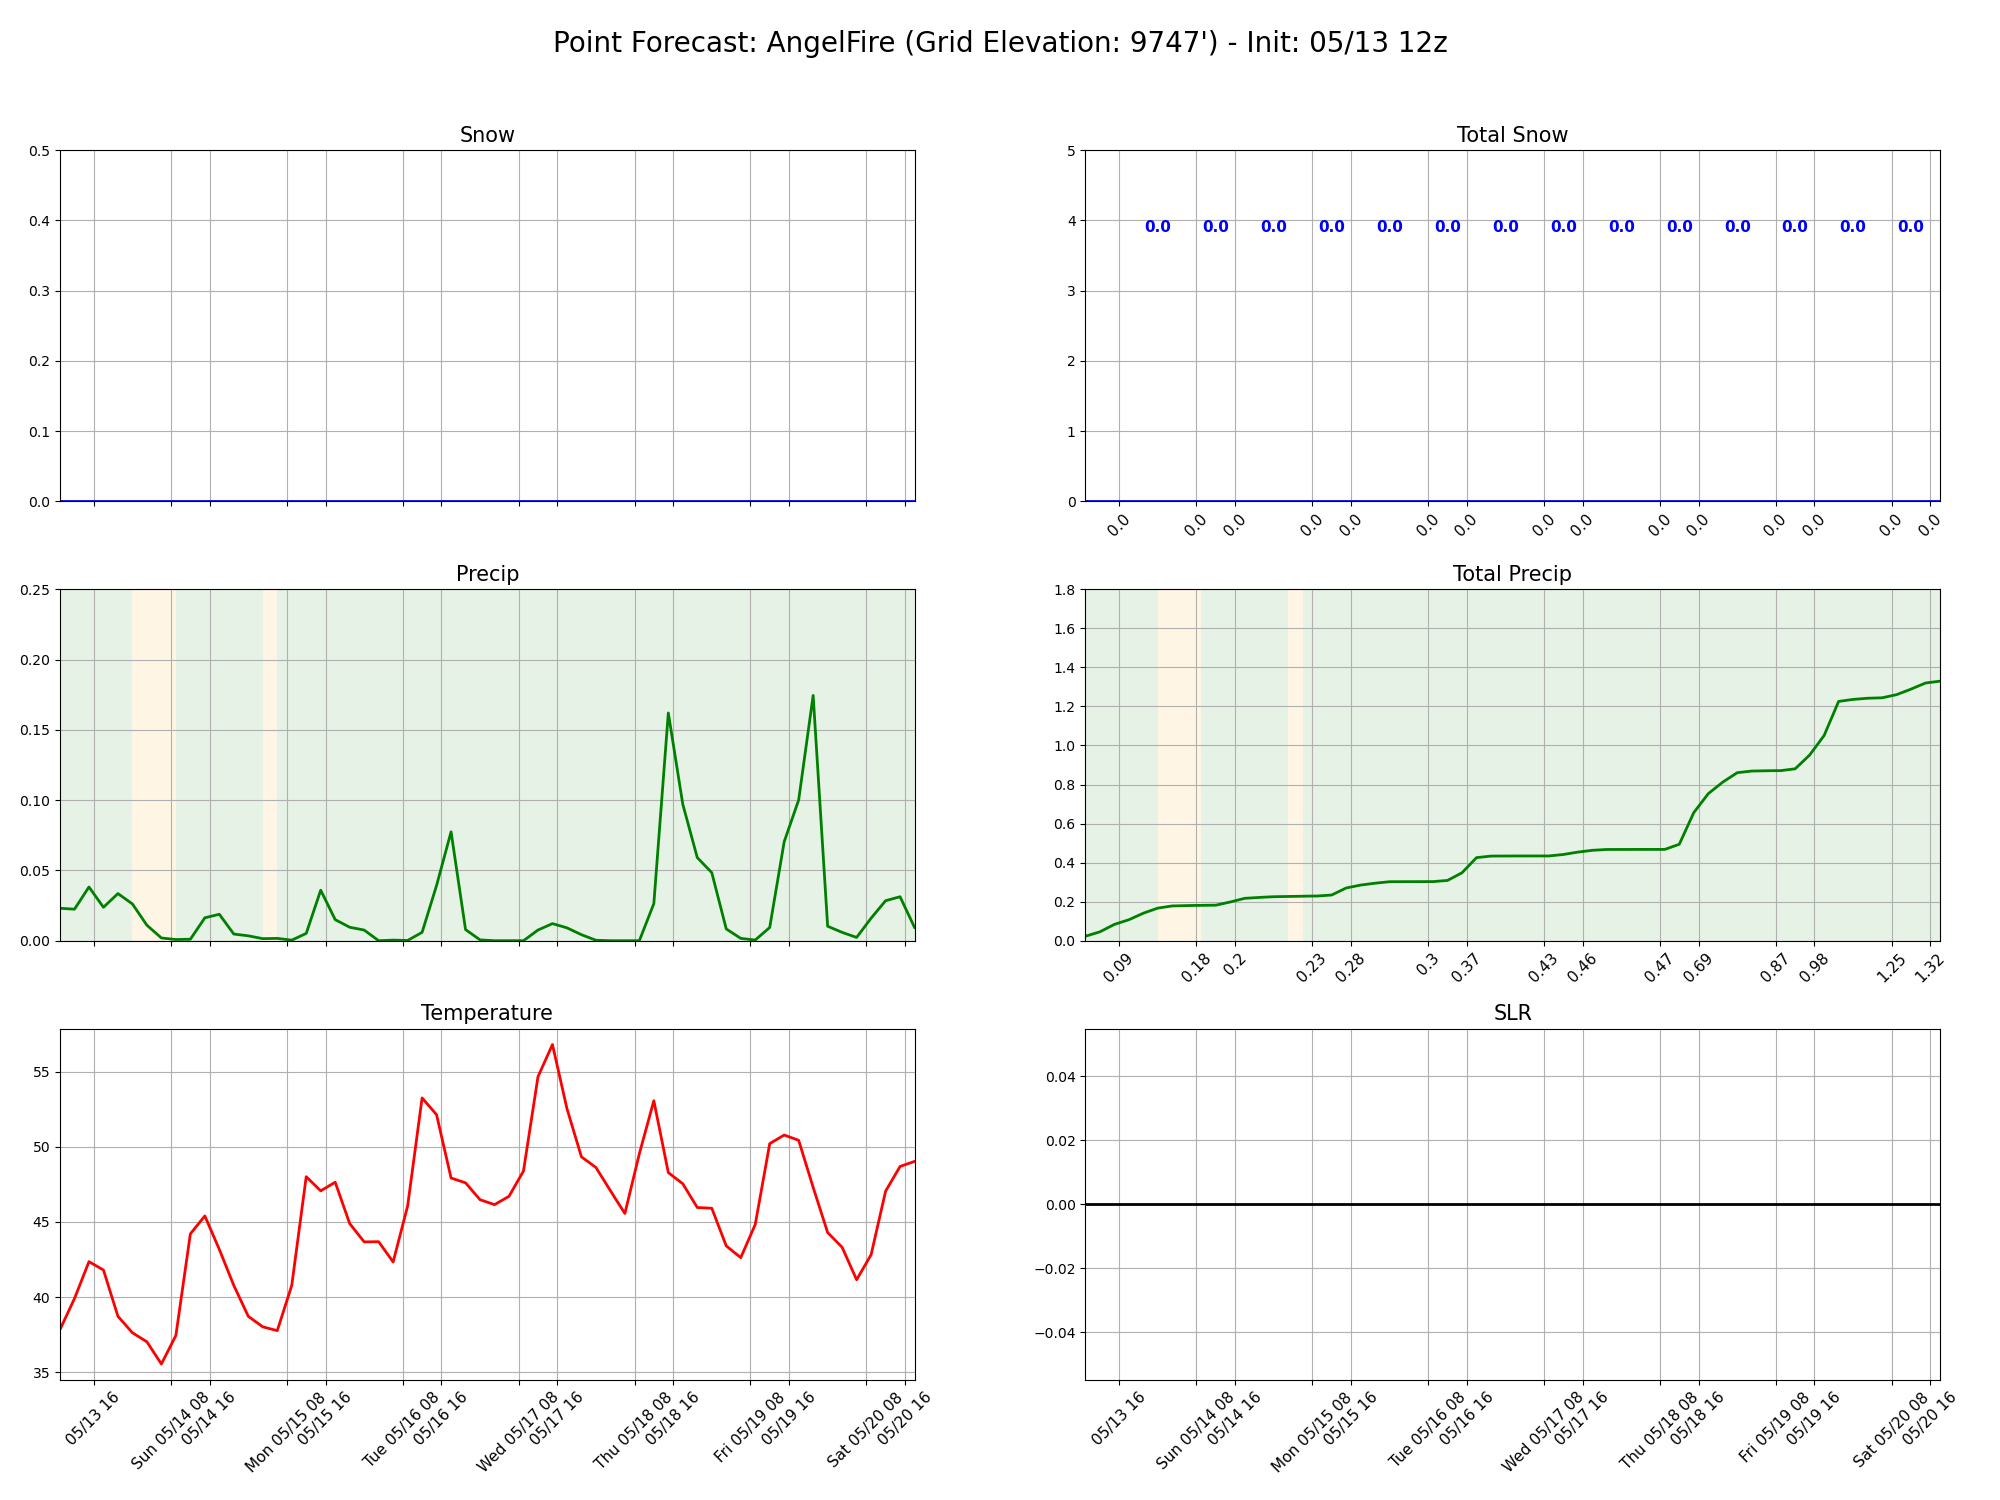 Point Forecast: AngelFire (Grid Elevation: 9747') - Init: 05/13 12z
Snow
0.5
0.4
0.3
0.2
0.1
0.0
Total Snow
5
4
3
2
1
0
0.0 0.0 0.0 0.0 0.0 0.0 0.0 0.0 0.0 0.0 0.0 0.0 0.0 0.0
0.0 0.0 0.0 0.0 0.0 0.0 0.0 0.0 0.0 0.0 0.0 0.0 0.0 0.0 0.0
Precip
0.25
0.20
0.15
0.10
0.05
0.00
Total Precip
1.8
1.6
1.4
1.2
1.0
0.8
0.6
0.4
0.2
0.0
0.09 0.18 0.2 0.23 0.28 0.3 0.37 0.43 0.46 0.47 0.69 0.87 0.98 1.25 1.32
Temperature
55
50
45
40
35
05/13 16
Sun 05/14 08
05/14 16
Mon 05/15 08
05/15 16
Tue 05/16 08
05/16 16
Wed 05/17 08
05/17 16
Thu 05/18 08
05/18 16
Fri 05/19 08
05/19 16
Sat 05/20 08
05/20 16
SLR
0.04
0.02
0.00
−0.02
−0.04
05/13 16
Sun 05/14 08
05/14 16
Mon 05/15 08
05/15 16
Tue 05/16 08
05/16 16
Wed 05/17 08
05/17 16
Thu 05/18 08
05/18 16
Fri 05/19 08
05/19 16
Sat 05/20 08
05/20 16